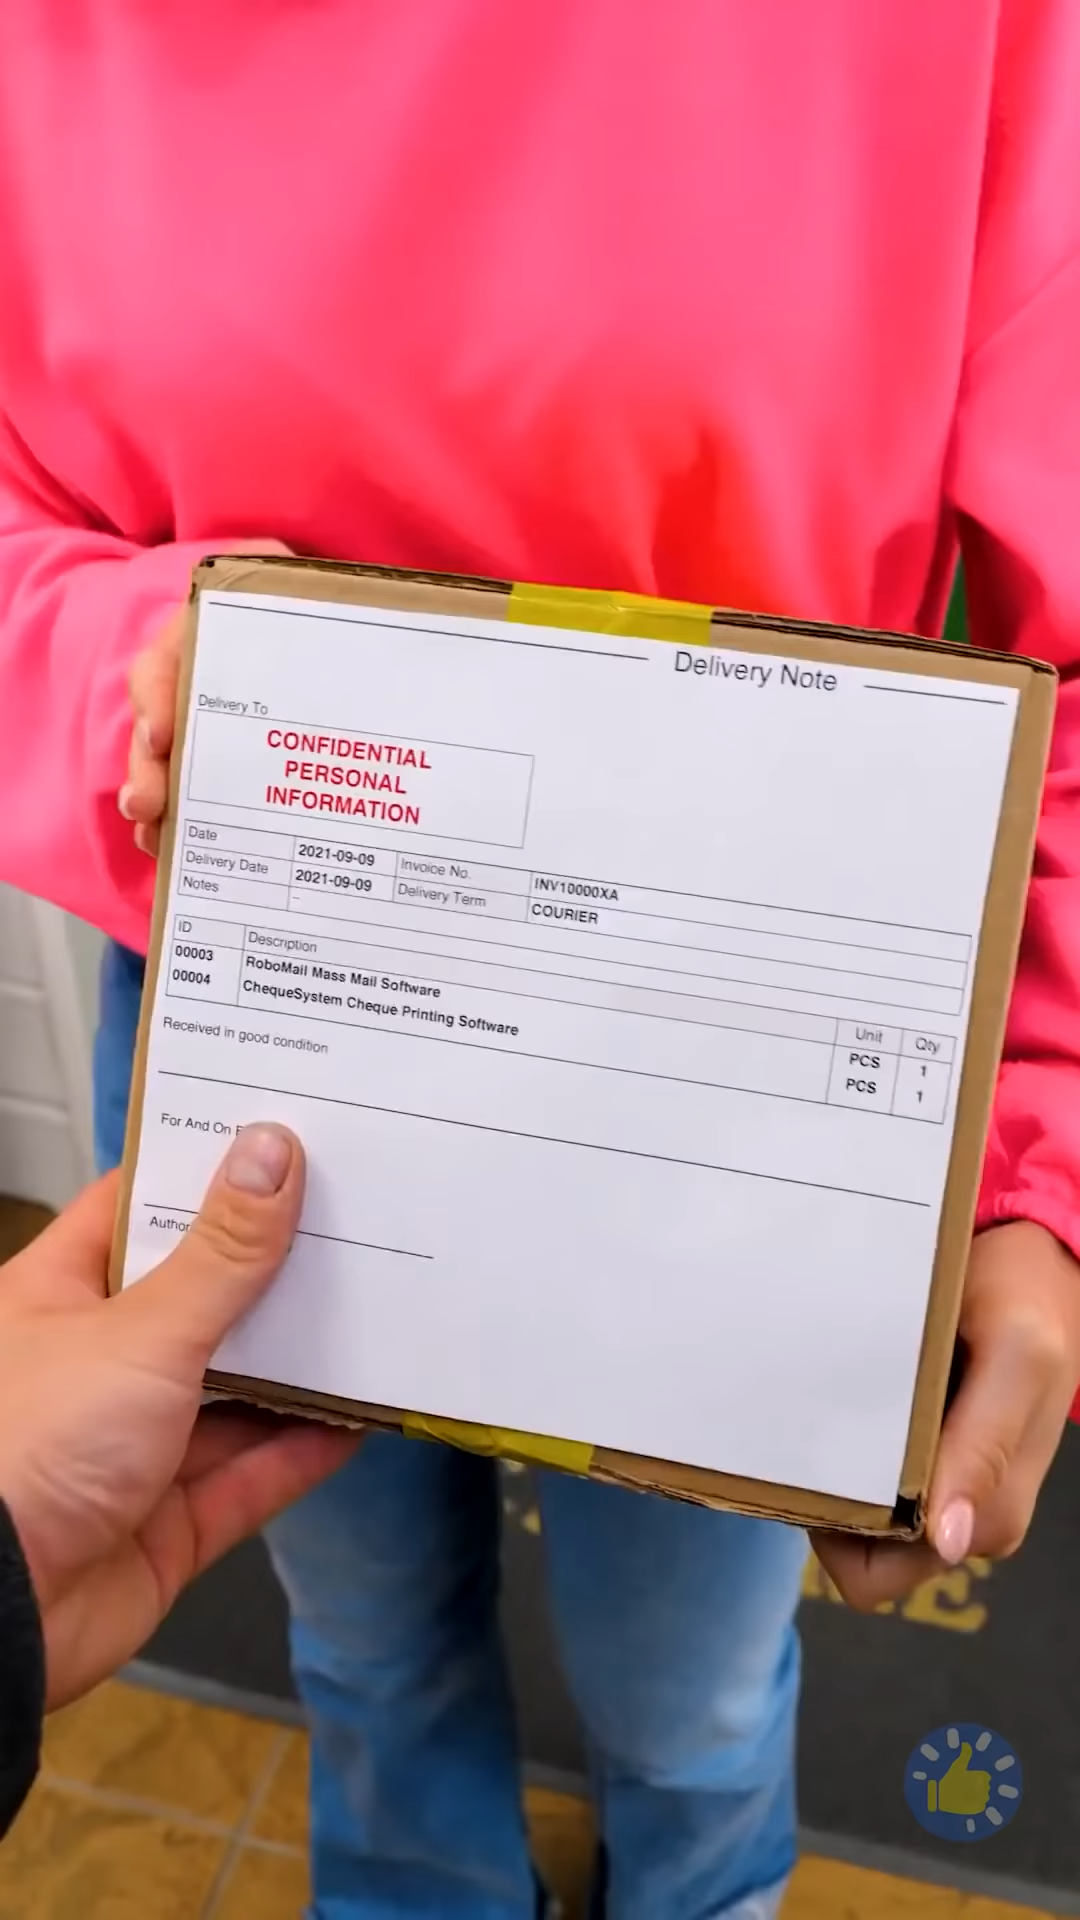 Delivery Note
Delivery To
CONFIDENTIAL
PERSONAL
INFORMATION
Date 2021-09-09 Invoice No. INV10000XA
Delivery Date 2021-09-09 Delivery Term COURIER
Notes –
ID Description Unit Qty
00003 RoboMail Mass Mail Software PCS 1
00004 ChequeSystem Cheque Printing Software PCS 1
Received in good condition
For And On